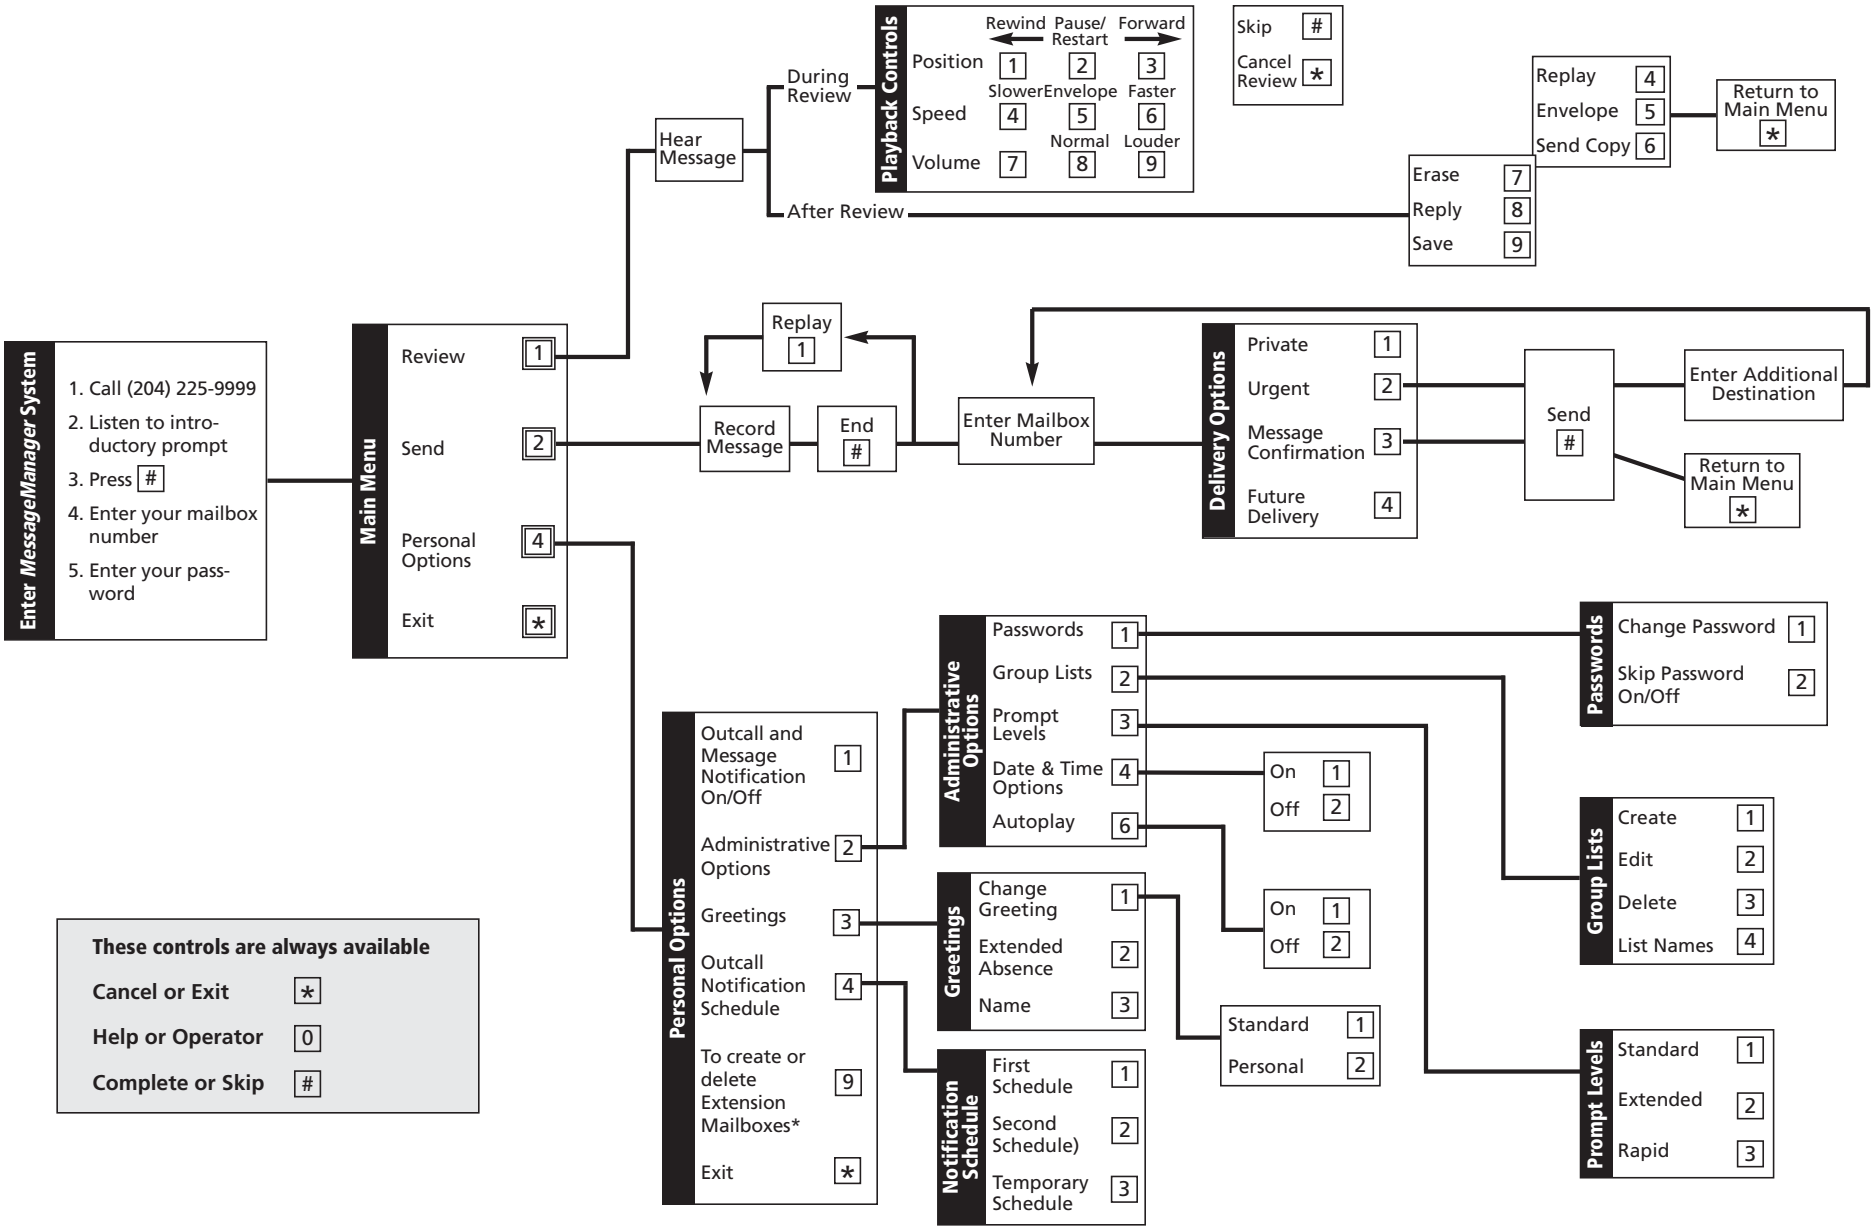 Enter MessageManager System
1. Call (204) 225-9999
2. Listen to intro-
ductory prompt
3. Press #
4. Enter your mailbox
number
5. Enter your pass-
word
Main Menu
Review 1
Send 2
Personal
Options 4
Exit *
Hear
Message
During
Review
After Review
Playback Controls
Rewind Pause/ Forward
Restart
Position 1 2 3
Slower Envelope Faster
Speed 4 5 6
Normal Louder
Volume 7 8 9
Skip #
Cancel
Review *
Replay 4
Envelope 5
Send Copy 6
Erase 7
Reply 8
Save 9
Return to
Main Menu
*
Replay
1
Record
Message
End
#
Enter Mailbox
Number
Delivery Options
Private 1
Urgent 2
Message
Confirmation 3
Future
Delivery 4
Send
#
Enter Additional
Destination
Return to
Main Menu
*
Personal Options
Outcall and
Message
Notification
On/Off 1
Administrative
Options 2
Greetings 3
Outcall
Notification
Schedule 4
To create or
delete
Extension
Mailboxes* 9
Exit *
Administrative
Options
Passwords 1
Group Lists 2
Prompt
Levels 3
Date & Time
Options 4
Autoplay 6
On 1
Off 2
On 1
Off 2
Greetings
Change
Greeting 1
Extended
Absence 2
Name 3
Standard 1
Personal 2
Notification
Schedule
First
Schedule 1
Second
Schedule) 2
Temporary
Schedule 3
Passwords
Change Password 1
Skip Password
On/Off 2
Group Lists
Create 1
Edit 2
Delete 3
List Names 4
Prompt Levels
Standard 1
Extended 2
Rapid 3
These controls are always available
Cancel or Exit *
Help or Operator 0
Complete or Skip #